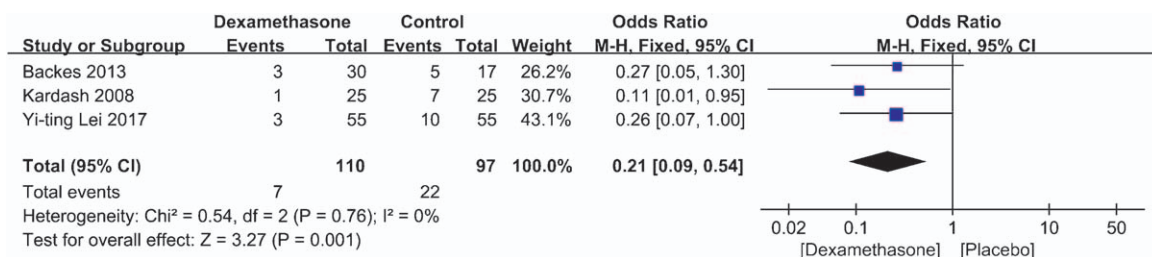 Dexamethasone Control Odds Ratio Odds Ratio
Study or Subgroup Events Total Events Total Weight M-H, Fixed, 95% CI M-H, Fixed, 95% CI
Backes 2013 3 30 5 17 26.2% 0.27 [0.05, 1.30]
Kardash 2008 1 25 7 25 30.7% 0.11 [0.01, 0.95]
Yi-ting Lei 2017 3 55 10 55 43.1% 0.26 [0.07, 1.00]
Total (95% CI) 110 97 100.0% 0.21 [0.09, 0.54]
Total events 7 22
Heterogeneity: Chi² = 0.54, df = 2 (P = 0.76); I² = 0%
Test for overall effect: Z = 3.27 (P = 0.001)
0.02 0.1 1 10 50
[Dexamethasone] [Placebo]